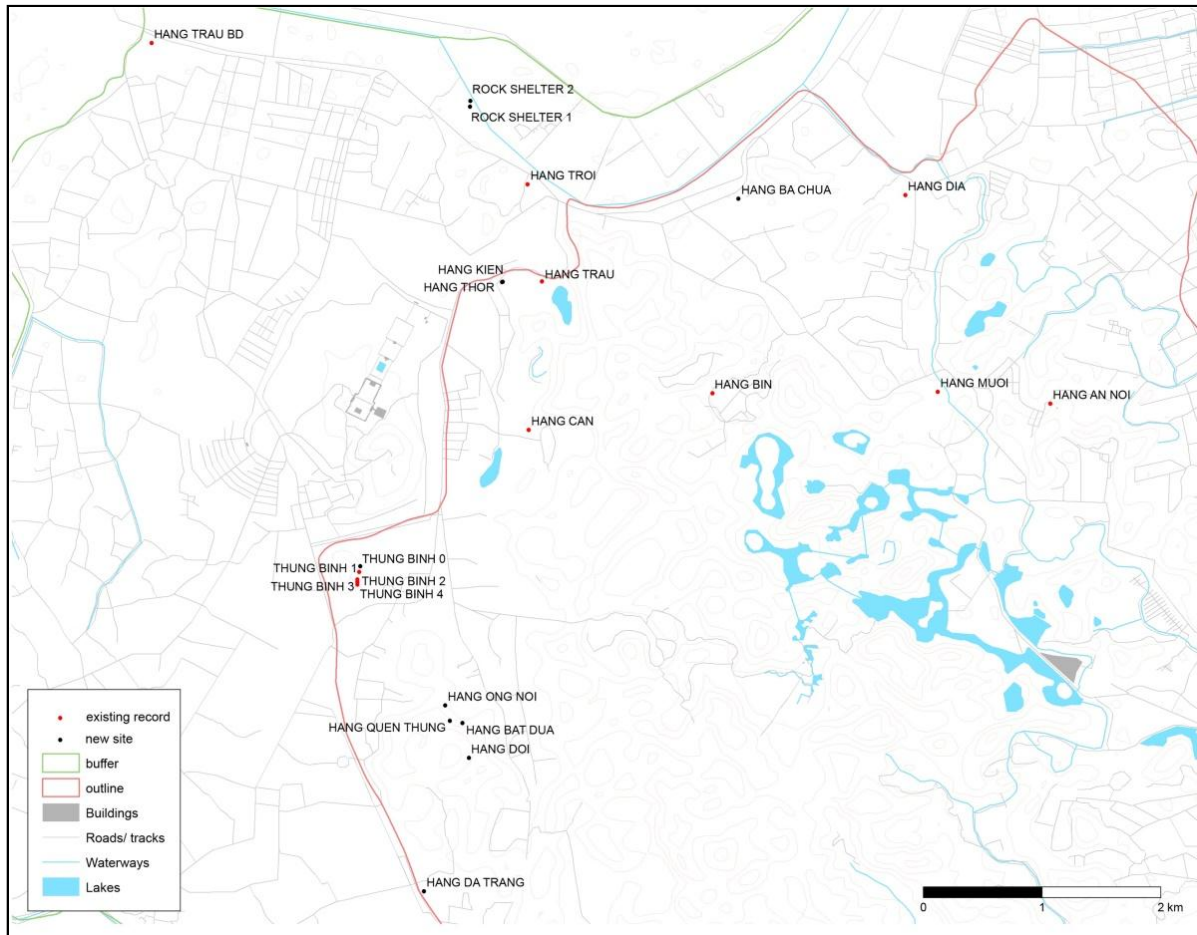 HANG TRAU BD
ROCK SHELTER 2
ROCK SHELTER 1
HANG TROI
HANG BA CHUA
HANG DIA
HANG KIEN
HANG THOR
HANG TRAU
HANG BIN
HANG MUOI
HANG AN NOI
HANG CAN
THUNG BINH 0
THUNG BINH 1
THUNG BINH 2
THUNG BINH 3
THUNG BINH 4
HANG ONG NOI
HANG QUEN THUNG
HANG BAT DUA
HANG DOI
HANG DA TRANG
existing record
new site
buffer
outline
Buildings
Roads/ tracks
Waterways
Lakes
0 1 2 km